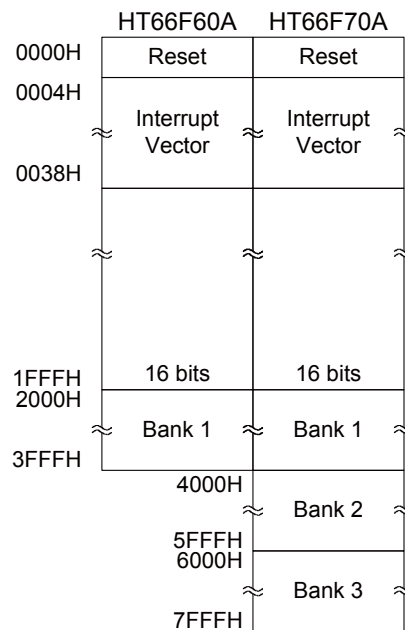 HT66F60A HT66F70A
0000H Reset Reset
0004H
Interrupt Interrupt
Vector Vector
0038H
16 bits 16 bits
1FFFH
2000H
Bank 1 Bank 1
3FFFH
4000H
Bank 2
5FFFH
6000H
Bank 3
7FFFH